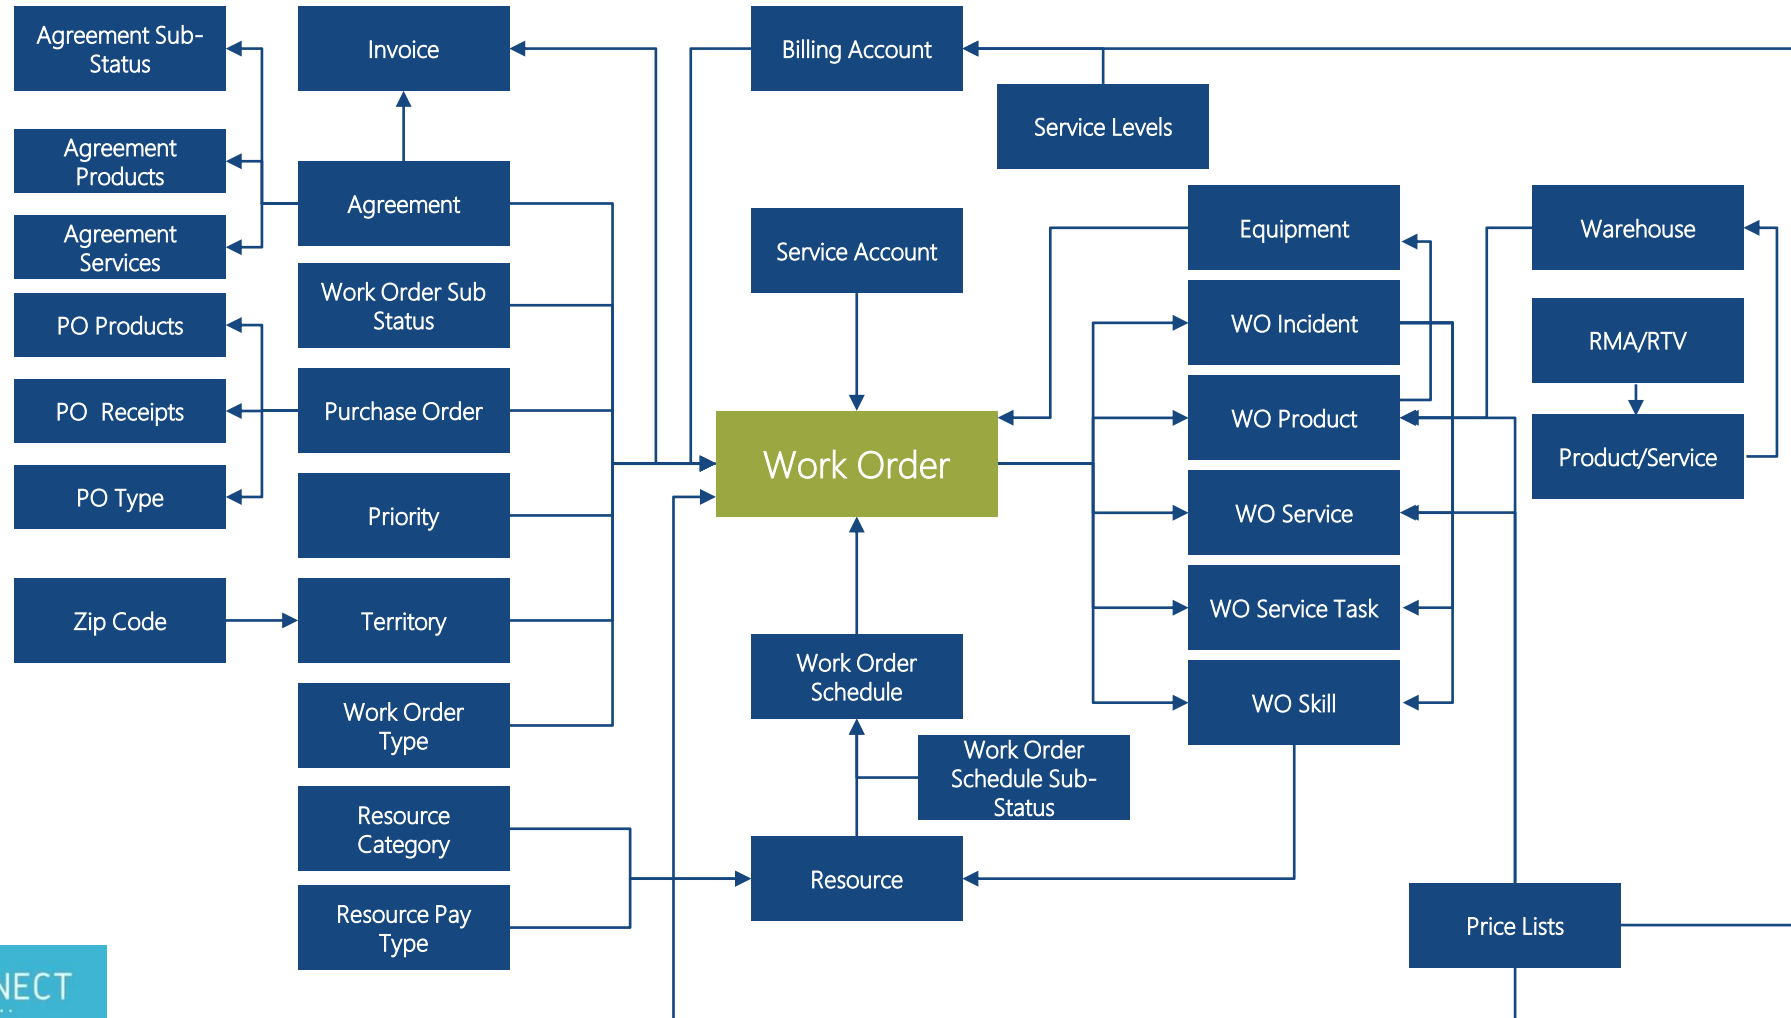 Agreement Sub-
Status
Invoice
Billing Account
Service Levels
Agreement
Products
Agreement
Agreement
Services
Service Account
Equipment
Warehouse
Work Order Sub
Status
PO Products
WO Incident
RMA/RTV
PO  Receipts
Purchase Order
Work Order
WO Product
Product/Service
PO Type
Priority
WO Service
Zip Code
Territory
WO Service Task
Work Order
Schedule
WO Skill
Work Order
Type
Work Order
Schedule Sub-
Status
Resource
Category
Resource
Resource Pay
Type
Price Lists
NECT